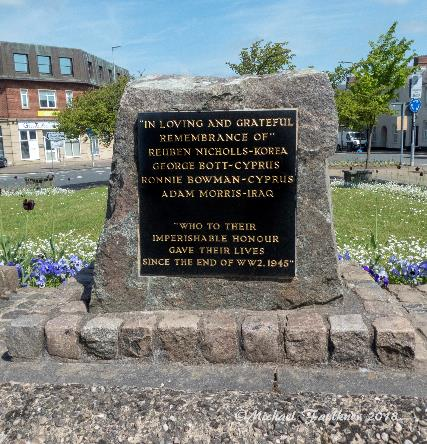 "IN LOVING AND GRATEFUL
REMEMBRANCE OF"
REUBEN NICHOLLS-KOREA
GEORGE BOTT-CYPRUS
RONNIE BOWMAN-CYPRUS
ADAM MORRIS-IRAQ
"WHO TO THEIR
IMPERISHABLE HONOUR
GAVE THEIR LIVES
SINCE THE END OF WW2. 1945"
©Michael Faulkner 2018